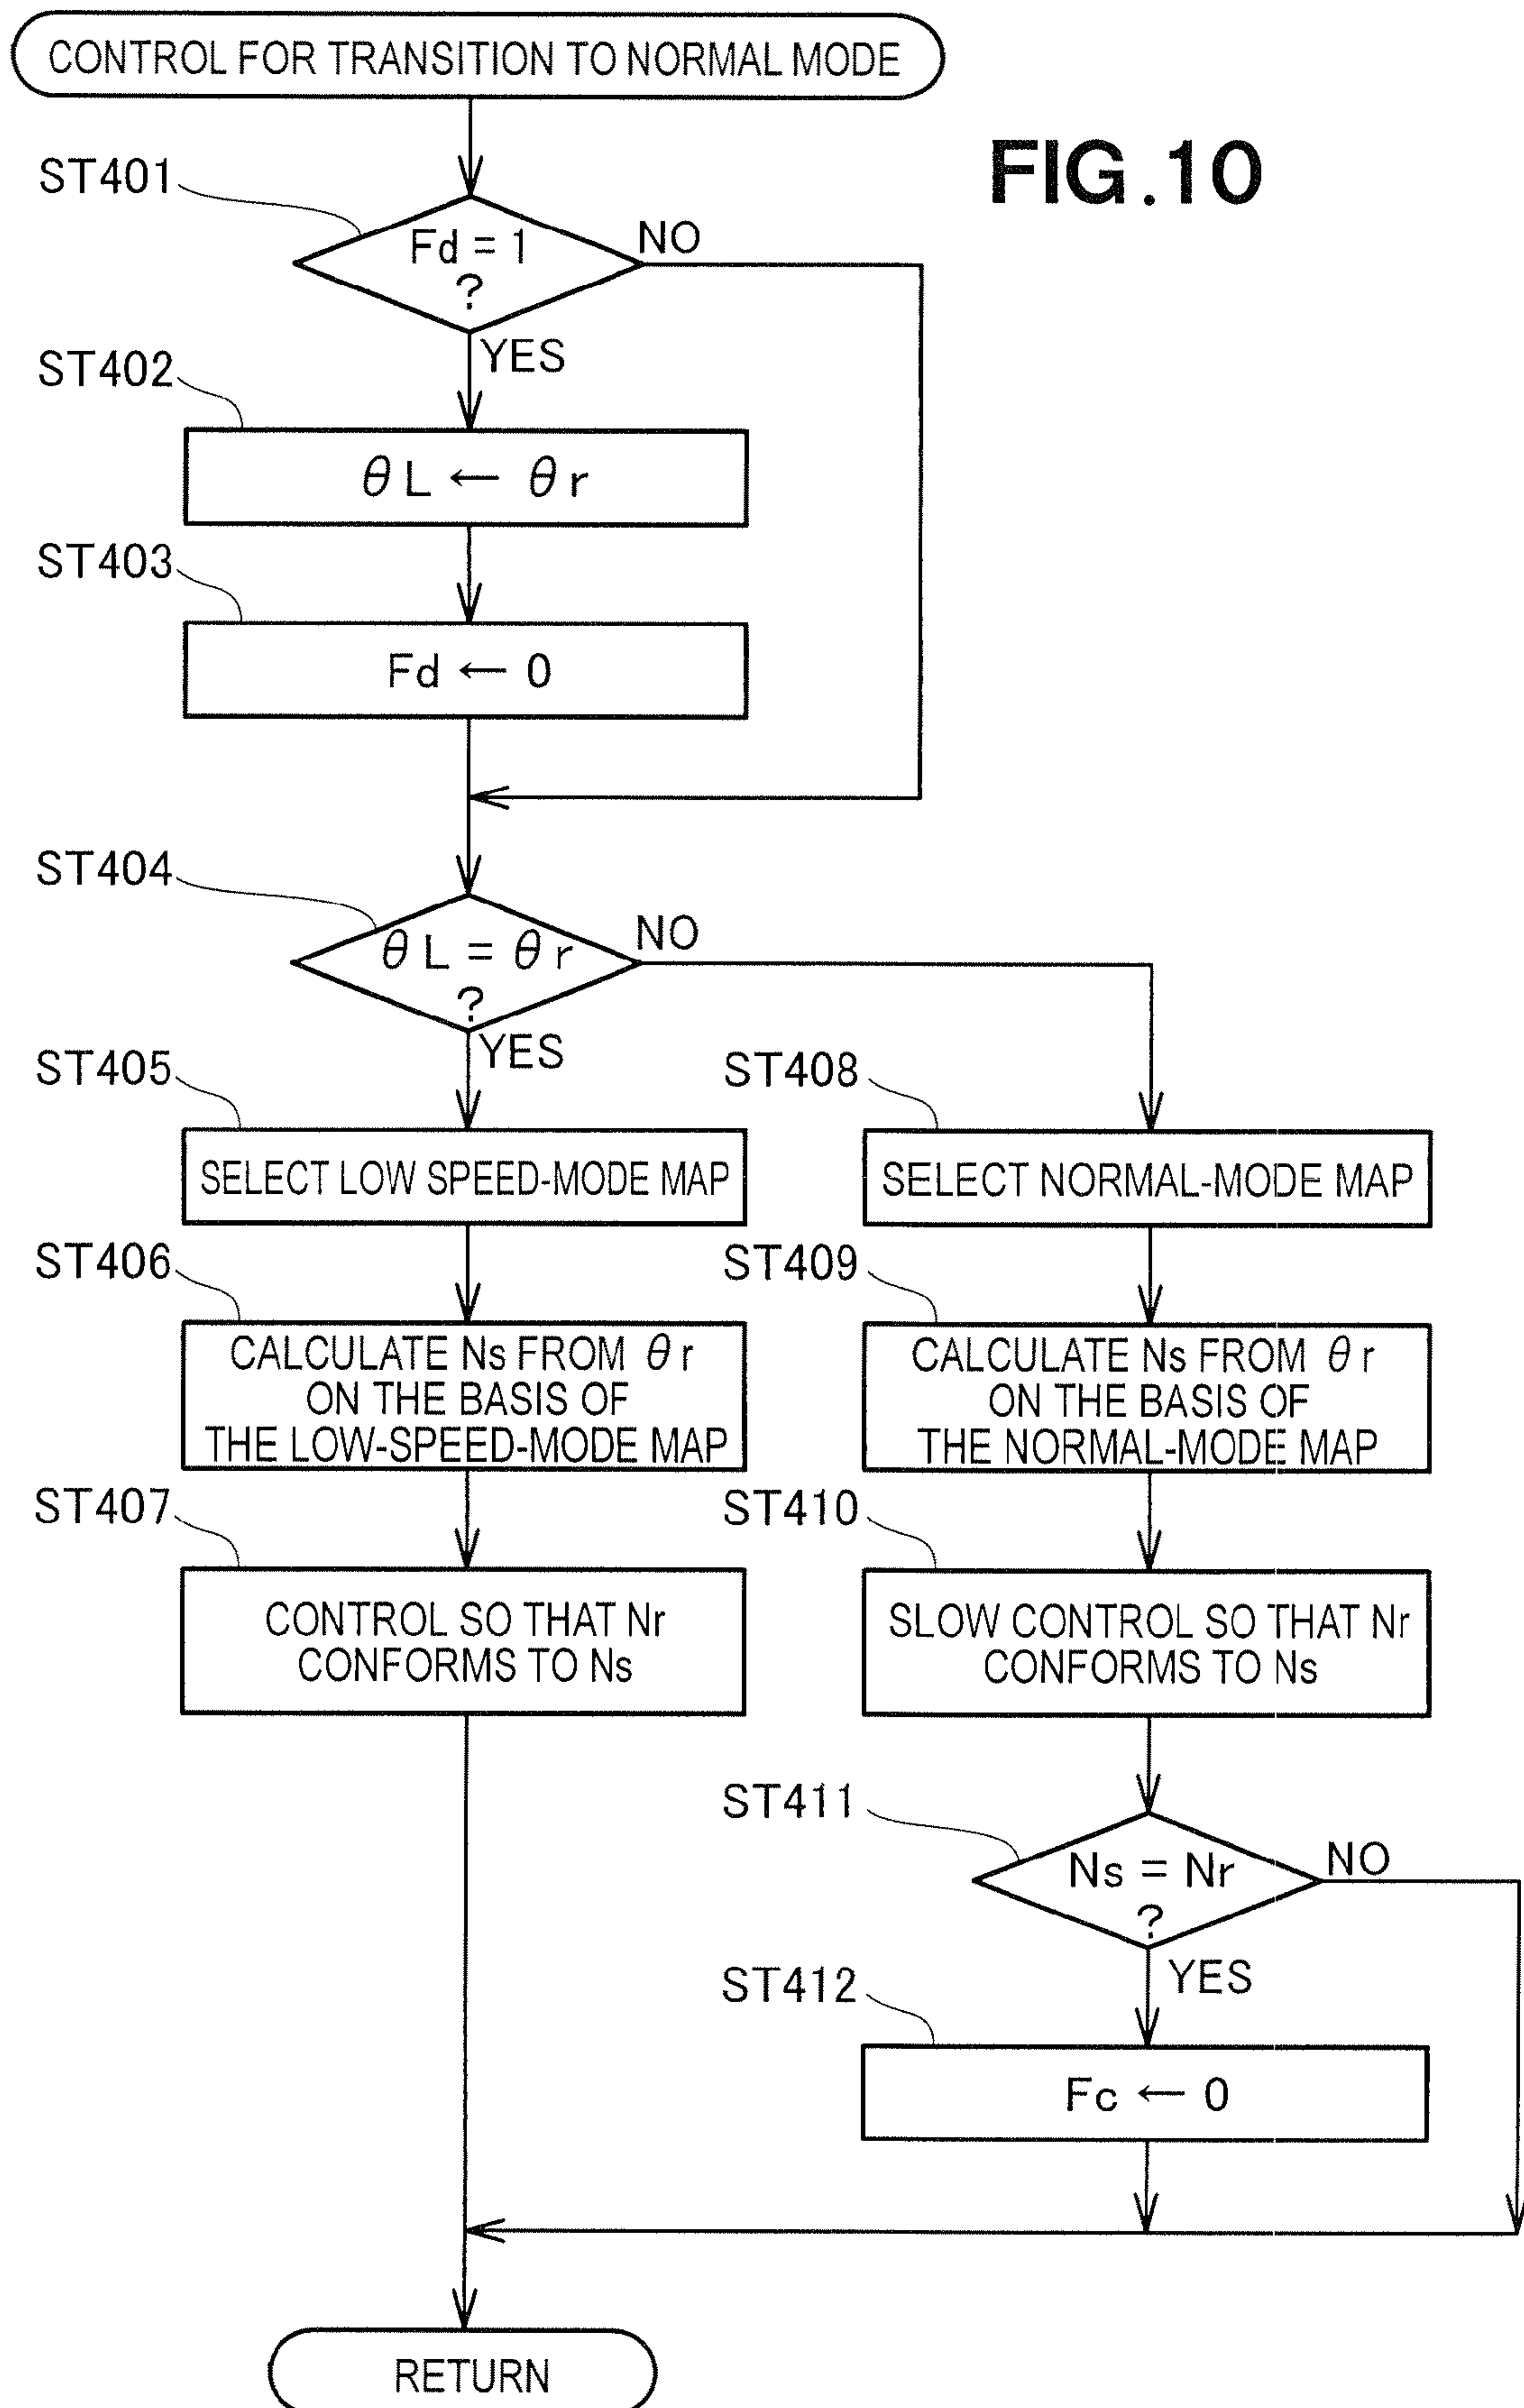 CONTROL FOR TRANSITION TO NORMAL MODE
FIG.10
ST401
Fd = 1
?
NO
YES
ST402
θL ← θr
ST403
Fd ← 0
ST404
θL = θr
?
NO
YES
ST405
SELECT LOW SPEED-MODE MAP
ST406
CALCULATE Ns FROM θr
ON THE BASIS OF
THE LOW-SPEED-MODE MAP
ST407
CONTROL SO THAT Nr
CONFORMS TO Ns
ST408
SELECT NORMAL-MODE MAP
ST409
CALCULATE Ns FROM θr
ON THE BASIS OF
THE NORMAL-MODE MAP
ST410
SLOW CONTROL SO THAT Nr
CONFORMS TO Ns
ST411
Ns = Nr
?
NO
YES
ST412
Fc ← 0
RETURN